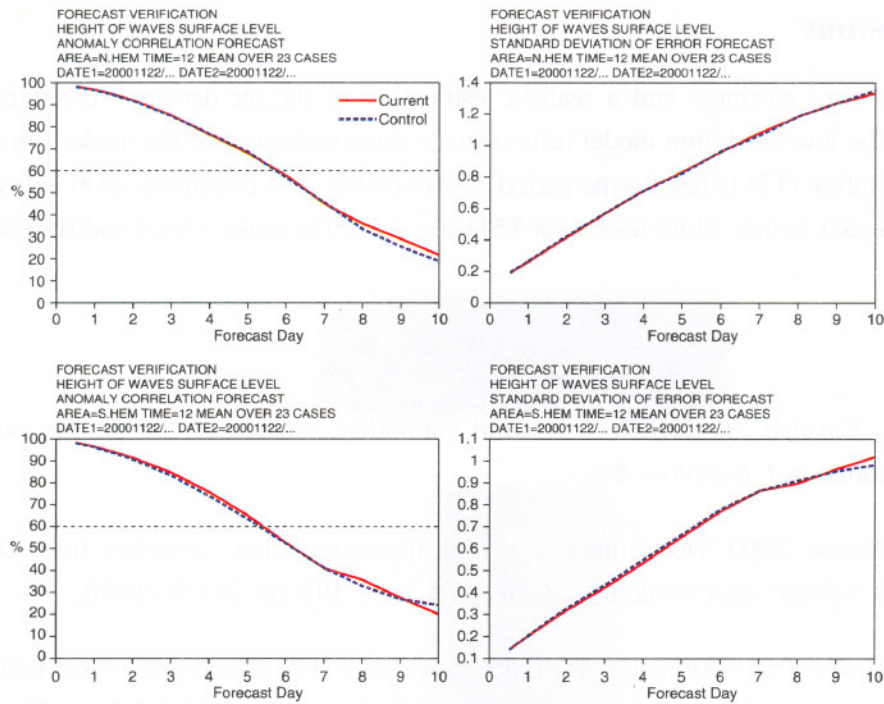 FORECAST VERIFICATION
HEIGHT OF WAVES SURFACE LEVEL
ANOMALY CORRELATION FORECAST
AREA=N.HEM TIME=12 MEAN OVER 23 CASES
DATE1=20001122/... DATE2=20001122/...
100
90
80
70
60
%
50
40
30
20
10
0
Current
Control
0 1 2 3 4 5 6 7 8 9 10
Forecast Day
FORECAST VERIFICATION
HEIGHT OF WAVES SURFACE LEVEL
STANDARD DEVIATION OF ERROR FORECAST
AREA=N.HEM TIME=12 MEAN OVER 23 CASES
DATE1=20001122/... DATE2=20001122/...
1.4
1.2
1
0.8
0.6
0.4
0.2
0
0 1 2 3 4 5 6 7 8 9 10
Forecast Day
FORECAST VERIFICATION
HEIGHT OF WAVES SURFACE LEVEL
ANOMALY CORRELATION FORECAST
AREA=S.HEM TIME=12 MEAN OVER 23 CASES
DATE1=20001122/... DATE2=20001122/...
100
90
80
70
60
%
50
40
30
20
10
0
0 1 2 3 4 5 6 7 8 9 10
Forecast Day
FORECAST VERIFICATION
HEIGHT OF WAVES SURFACE LEVEL
STANDARD DEVIATION OF ERROR FORECAST
AREA=S.HEM TIME=12 MEAN OVER 23 CASES
DATE1=20001122/... DATE2=20001122/...
1.1
1
0.9
0.8
0.7
0.6
0.5
0.4
0.3
0.2
0.1
0 1 2 3 4 5 6 7 8 9 10
Forecast Day